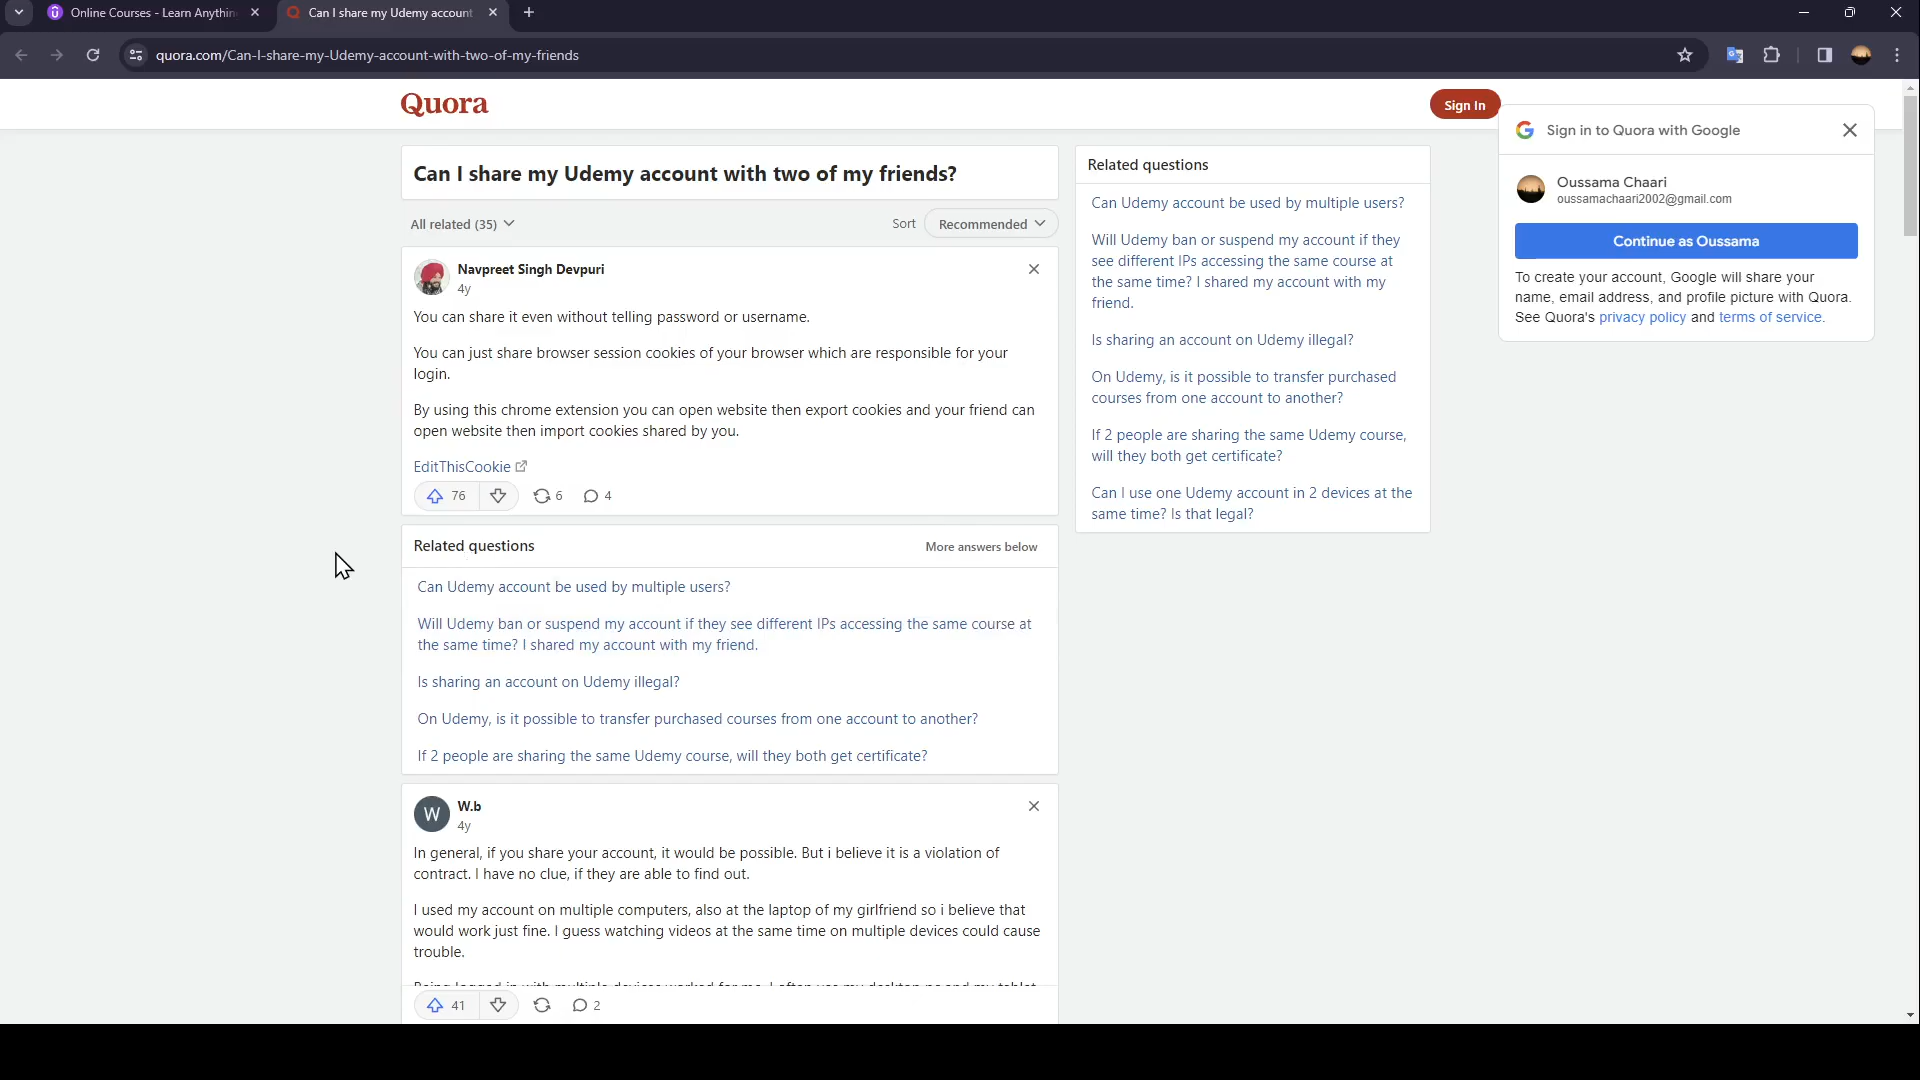 Online Courses - Learn Anythin
Can I share my Udemy account
quora.com/Can-I-share-my-Udemy-account-with-two-of-my-friends
Quora
Sign In
Sign in to Quora with Google
Oussama Chaari
oussamachaari2002@gmail.com
Continue as Oussama
To create your account, Google will share your
name, email address, and profile picture with Quora.
See Quora's privacy policy and terms of service.
Can I share my Udemy account with two of my friends?
All related (35)
Sort
Recommended
Navpreet Singh Devpuri
4y
You can share it even without telling password or username.
You can just share browser session cookies of your browser which are responsible for your
login.
By using this chrome extension you can open website then export cookies and your friend can
open website then import cookies shared by you.
EditThisCookie
76
6
4
Related questions
More answers below
Can Udemy account be used by multiple users?
Will Udemy ban or suspend my account if they see different IPs accessing the same course at
the same time? I shared my account with my friend.
Is sharing an account on Udemy illegal?
On Udemy, is it possible to transfer purchased courses from one account to another?
If 2 people are sharing the same Udemy course, will they both get certificate?
W
W.b
4y
In general, if you share your account, it would be possible. But i believe it is a violation of
contract. I have no clue, if they are able to find out.
I used my account on multiple computers, also at the laptop of my girlfriend so i believe that
would work just fine. I guess watching videos at the same time on multiple devices could cause
trouble.
41
2
Related questions
Can Udemy account be used by multiple users?
Will Udemy ban or suspend my account if they
see different IPs accessing the same course at
the same time? I shared my account with my
friend.
Is sharing an account on Udemy illegal?
On Udemy, is it possible to transfer purchased
courses from one account to another?
If 2 people are sharing the same Udemy course,
will they both get certificate?
Can I use one Udemy account in 2 devices at the
same time? Is that legal?